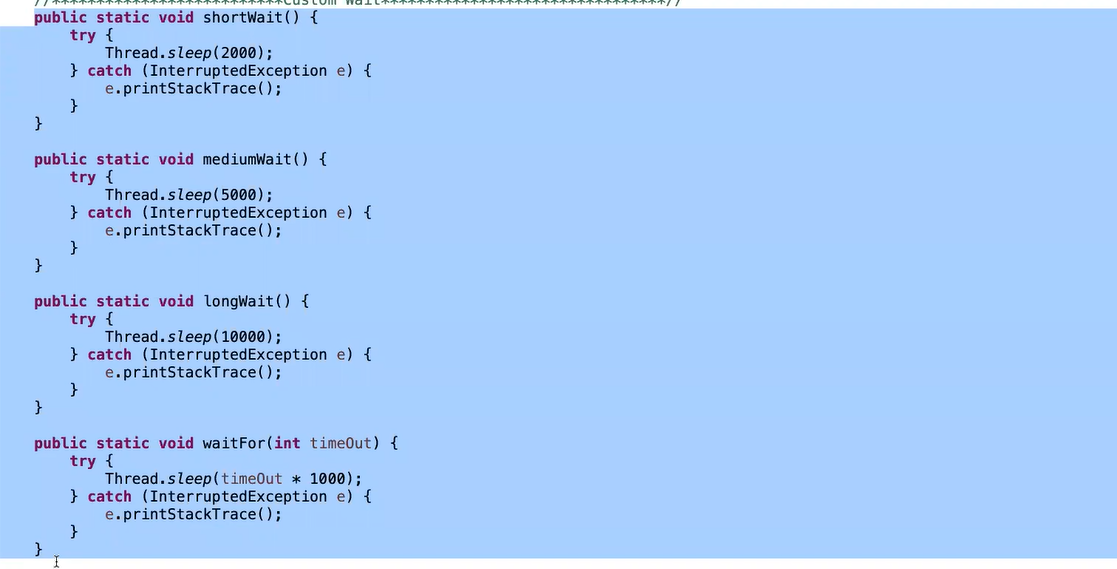 //**************************Custom Wait********************************//
public static void shortWait() {
    try {
        Thread.sleep(2000);
    } catch (InterruptedException e) {
        e.printStackTrace();
    }
}

public static void mediumWait() {
    try {
        Thread.sleep(5000);
    } catch (InterruptedException e) {
        e.printStackTrace();
    }
}

public static void longWait() {
    try {
        Thread.sleep(10000);
    } catch (InterruptedException e) {
        e.printStackTrace();
    }
}

public static void waitFor(int timeOut) {
    try {
        Thread.sleep(timeOut * 1000);
    } catch (InterruptedException e) {
        e.printStackTrace();
    }
}